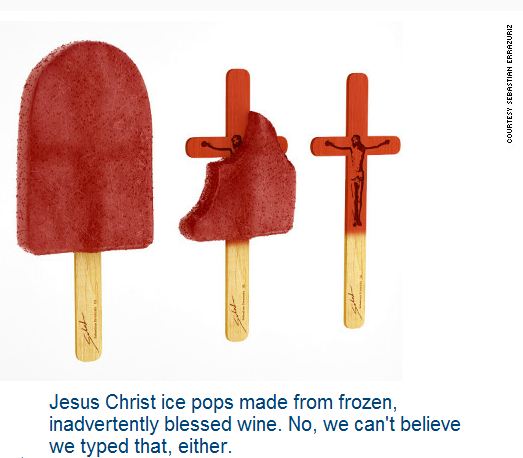 COURTESY SEBASTIAN ERRAZURIZ
Jesus Christ ice pops made from frozen,
inadvertently blessed wine. No, we can't believe
we typed that, either.